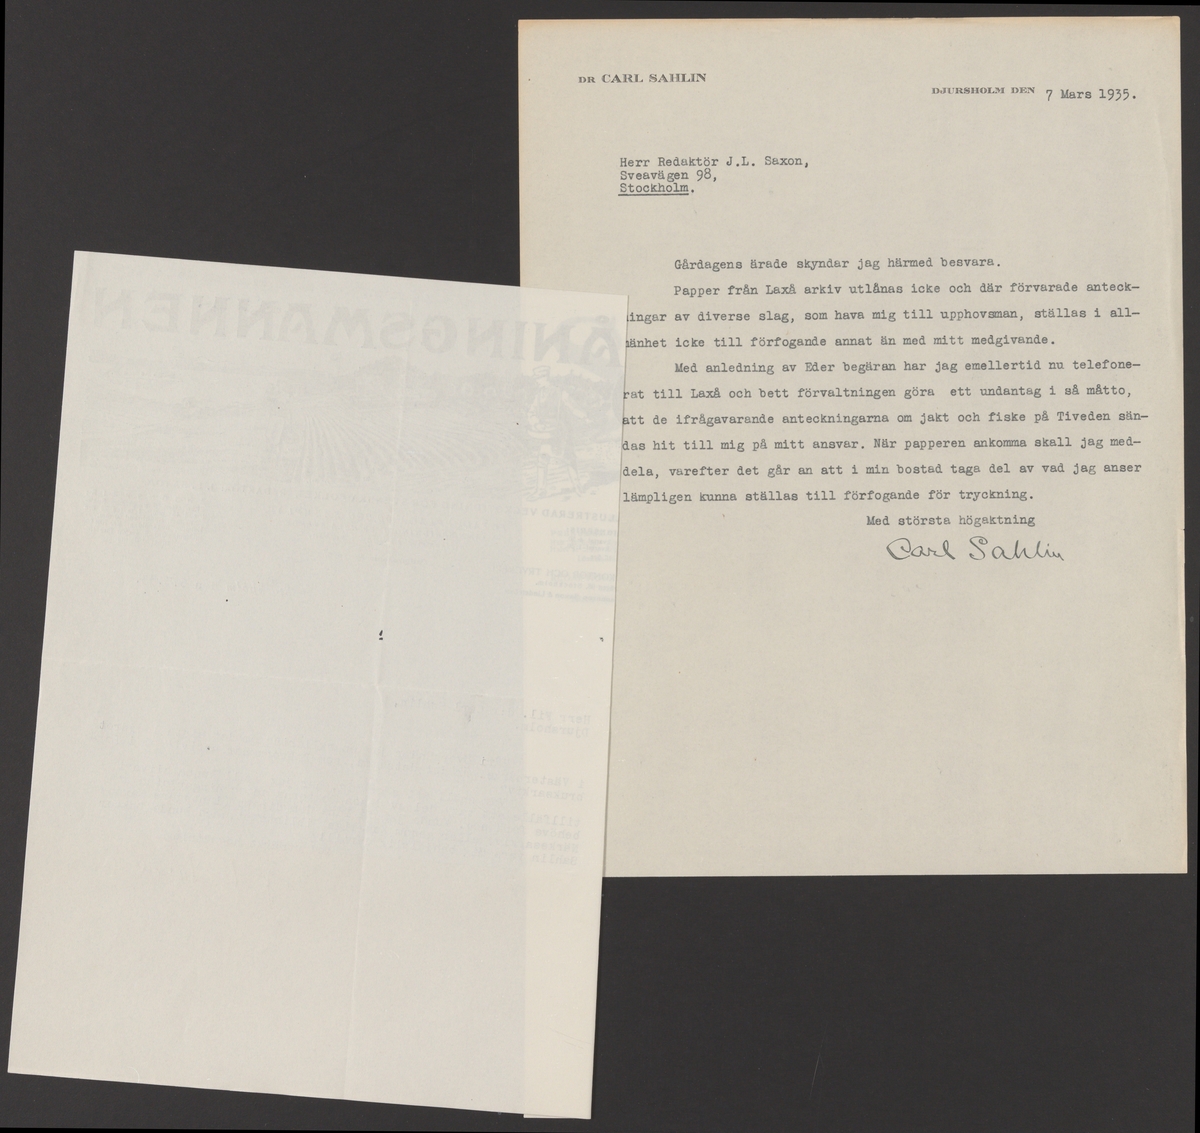 DR CARL SAHLIN
DJURSHOLM DEN 7 Mars 1935.
Herr Redaktör J.L. Saxon,
Sveavägen 98,
Stockholm.
Gårdagens ärade skyndar jag härmed besvara.
Papper från Laxå arkiv utlånas icke och där förvarade anteck-
ingar av diverse slag, som hava mig till upphovsman, ställas i all-
mänhet icke till förfogande annat än med mitt medgivande.
Med anledning av Eder begäran har jag emellertid nu telefone-
rat till Laxå och bett förvaltningen göra ett undantag i så måtto,
att de ifrågavarande anteckningarna om jakt och fiske på Tiveden sän-
das hit till mig på mitt ansvar. När papperen ankomma skall jag med-
dela, varefter det går an att i min bostad taga del av vad jag anser
lämpligen kunna ställas till förfogande för tryckning.
Med största högaktning
Carl Sahlin
ÅNINGSMANNEN